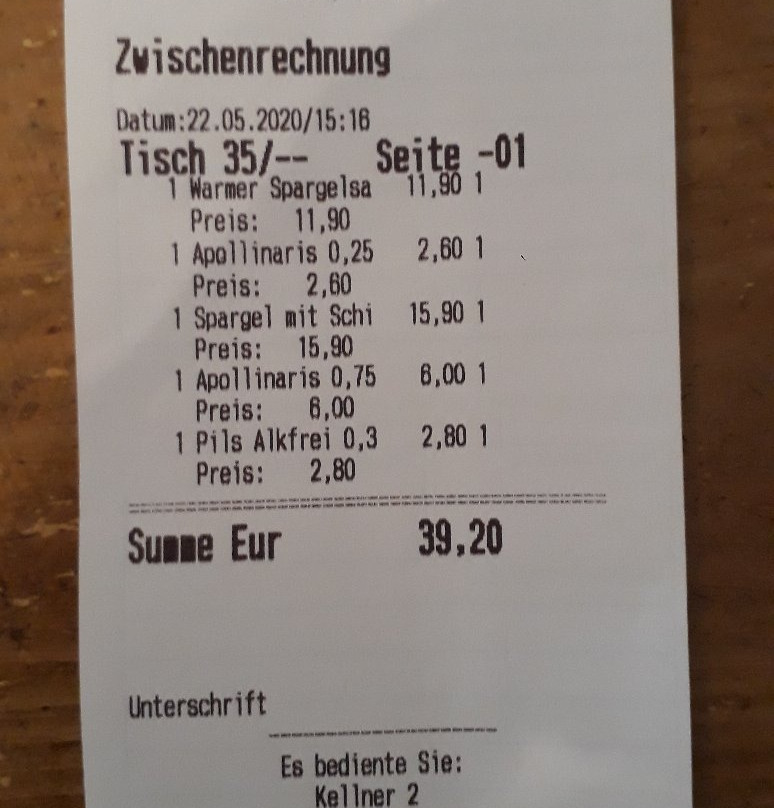 Zwischenrechnung
Datum:22.05.2020/15:16
Tisch 35/-- Seite -01
1 Warmer Spargelsa 11,90 1
Preis: 11,90
1 Apollinaris 0,25 2,60 1
Preis: 2,60
1 Spargel mit Schi 15,90 1
Preis: 15,90
1 Apollinaris 0,75 6,00 1
Preis: 6,00
1 Pils Alkfrei 0,3 2,80 1
Preis: 2,80
Summe Eur 39,20
Unterschrift
Es bediente Sie:
Kellner 2